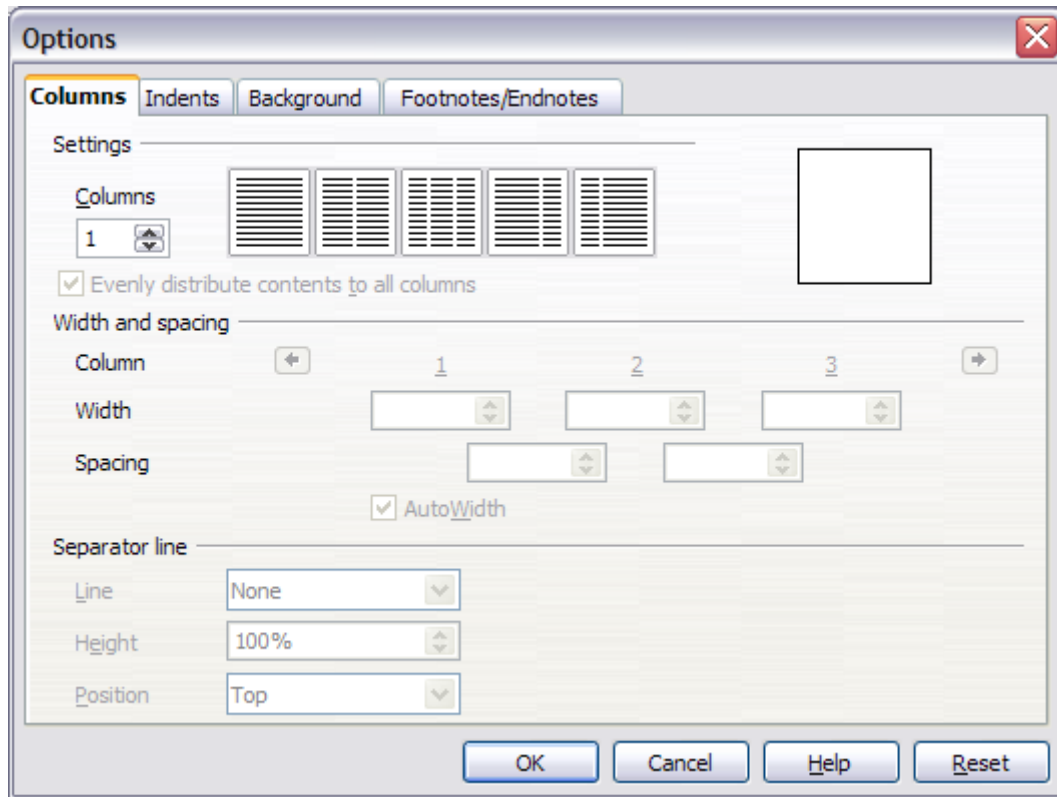 Options
Columns Indents Background Footnotes/Endnotes
Settings
Columns
1
Evenly distribute contents to all columns
Width and spacing
Column 1 2 3
Width
Spacing
AutoWidth
Separator line
Line None
Height 100%
Position Top
OK Cancel Help Reset